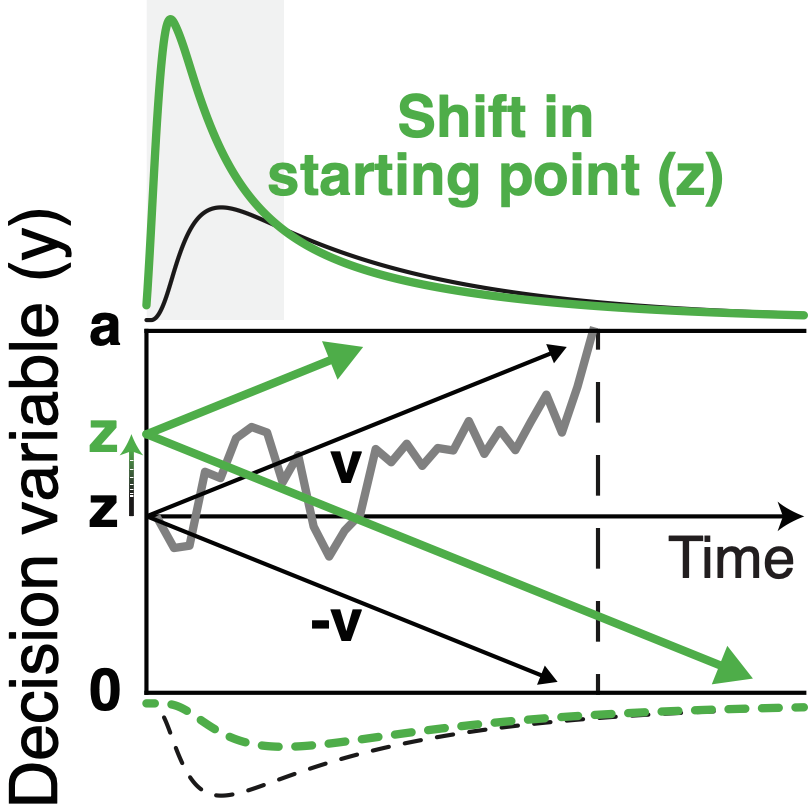 Shift in
starting point (z)
Decision variable (y)
a
z
v
z
Time
-v
0